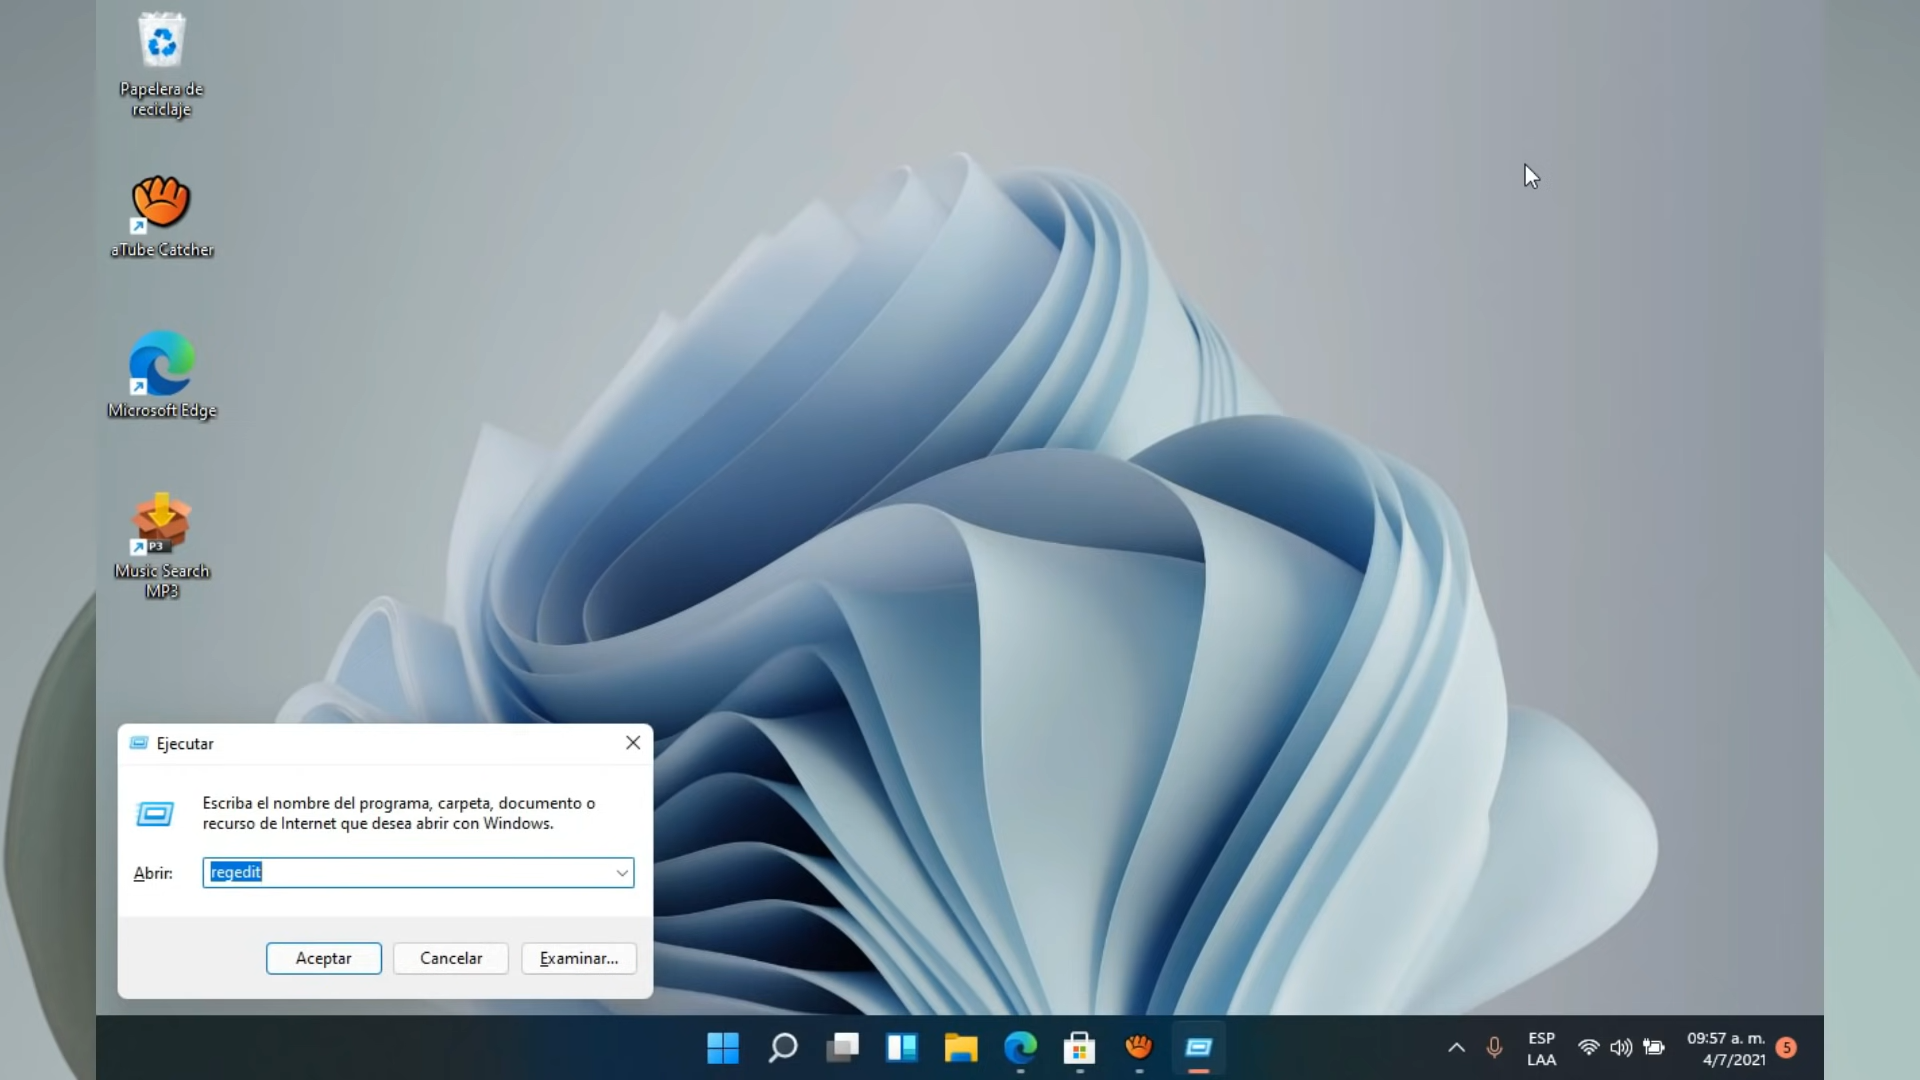 Papelera de
reciclaje
aTube Catcher
Microsoft Edge
P3
Music Search
MP3
Ejecutar
Escriba el nombre del programa, carpeta, documento o
recurso de Internet que desea abrir con Windows.
Abrir:
regedit
Aceptar
Cancelar
Examinar...
ESP
LAA
09:57 a. m.
4/7/2021
5